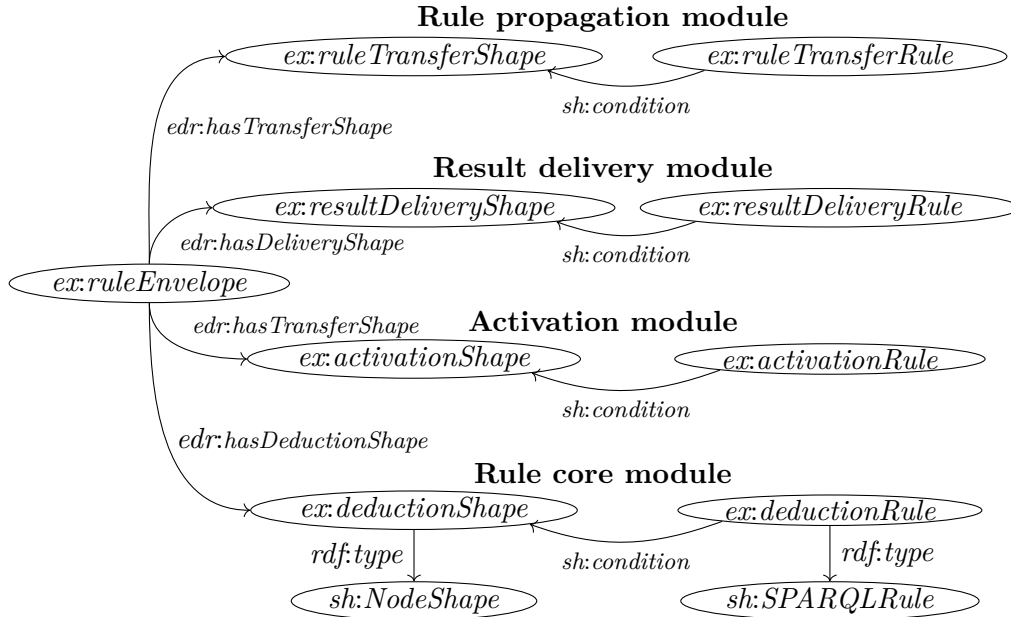 Rule propagation module
ex:ruleTransferShape ex:ruleTransferRule
sh:condition
edr:hasTransferShape
Result delivery module
ex:resultDeliveryShape ex:resultDeliveryRule
edr:hasDeliveryShape sh:condition
ex:ruleEnvelope
Activation module
edr:hasTransferShape
ex:activationShape ex:activationRule
sh:condition
edr:hasDeductionShape
Rule core module
ex:deductionShape ex:deductionRule
rdf:type sh:condition rdf:type
sh:NodeShape sh:SPARQLRule